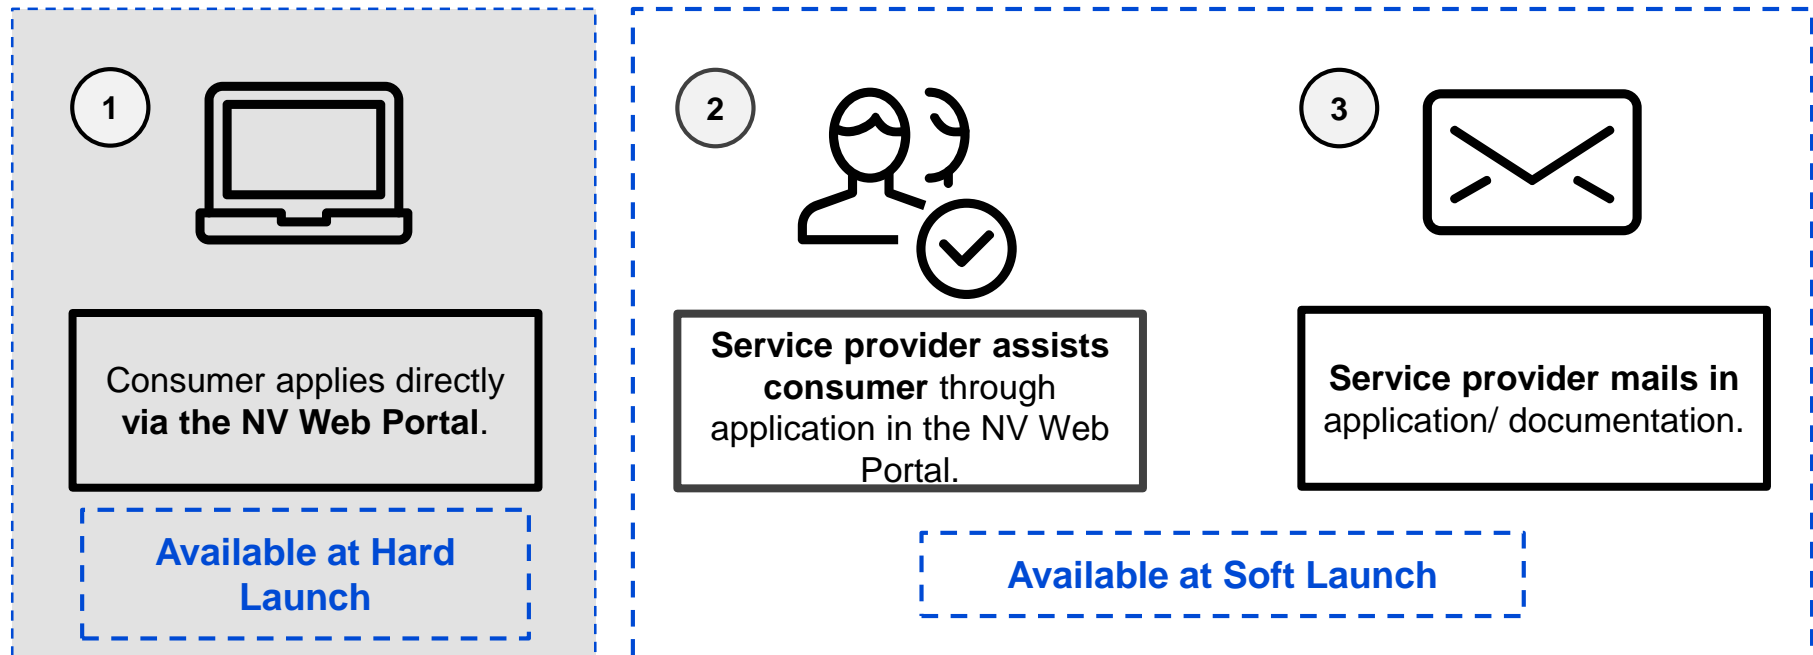 1
Consumer applies directly
via the NV Web Portal.
Available at Hard
Launch
2
Service provider assists
consumer through
application in the NV Web
Portal.
3
Service provider mails in
application/ documentation.
Available at Soft Launch